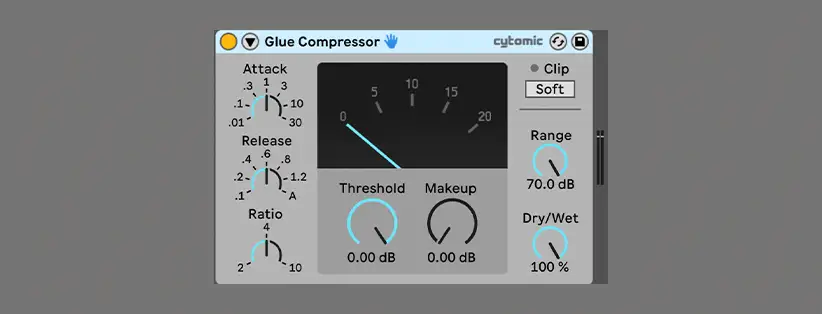 Glue Compressor
cytomic
Attack
.01 .1 .3 1 3 10 30
Release
.1 .2 .4 .6 .8 1.2 A
Ratio
2 4 10
0 5 10 15 20
Threshold
0.00 dB
Makeup
0.00 dB
Clip
Soft
Range
70.0 dB
Dry/Wet
100 %